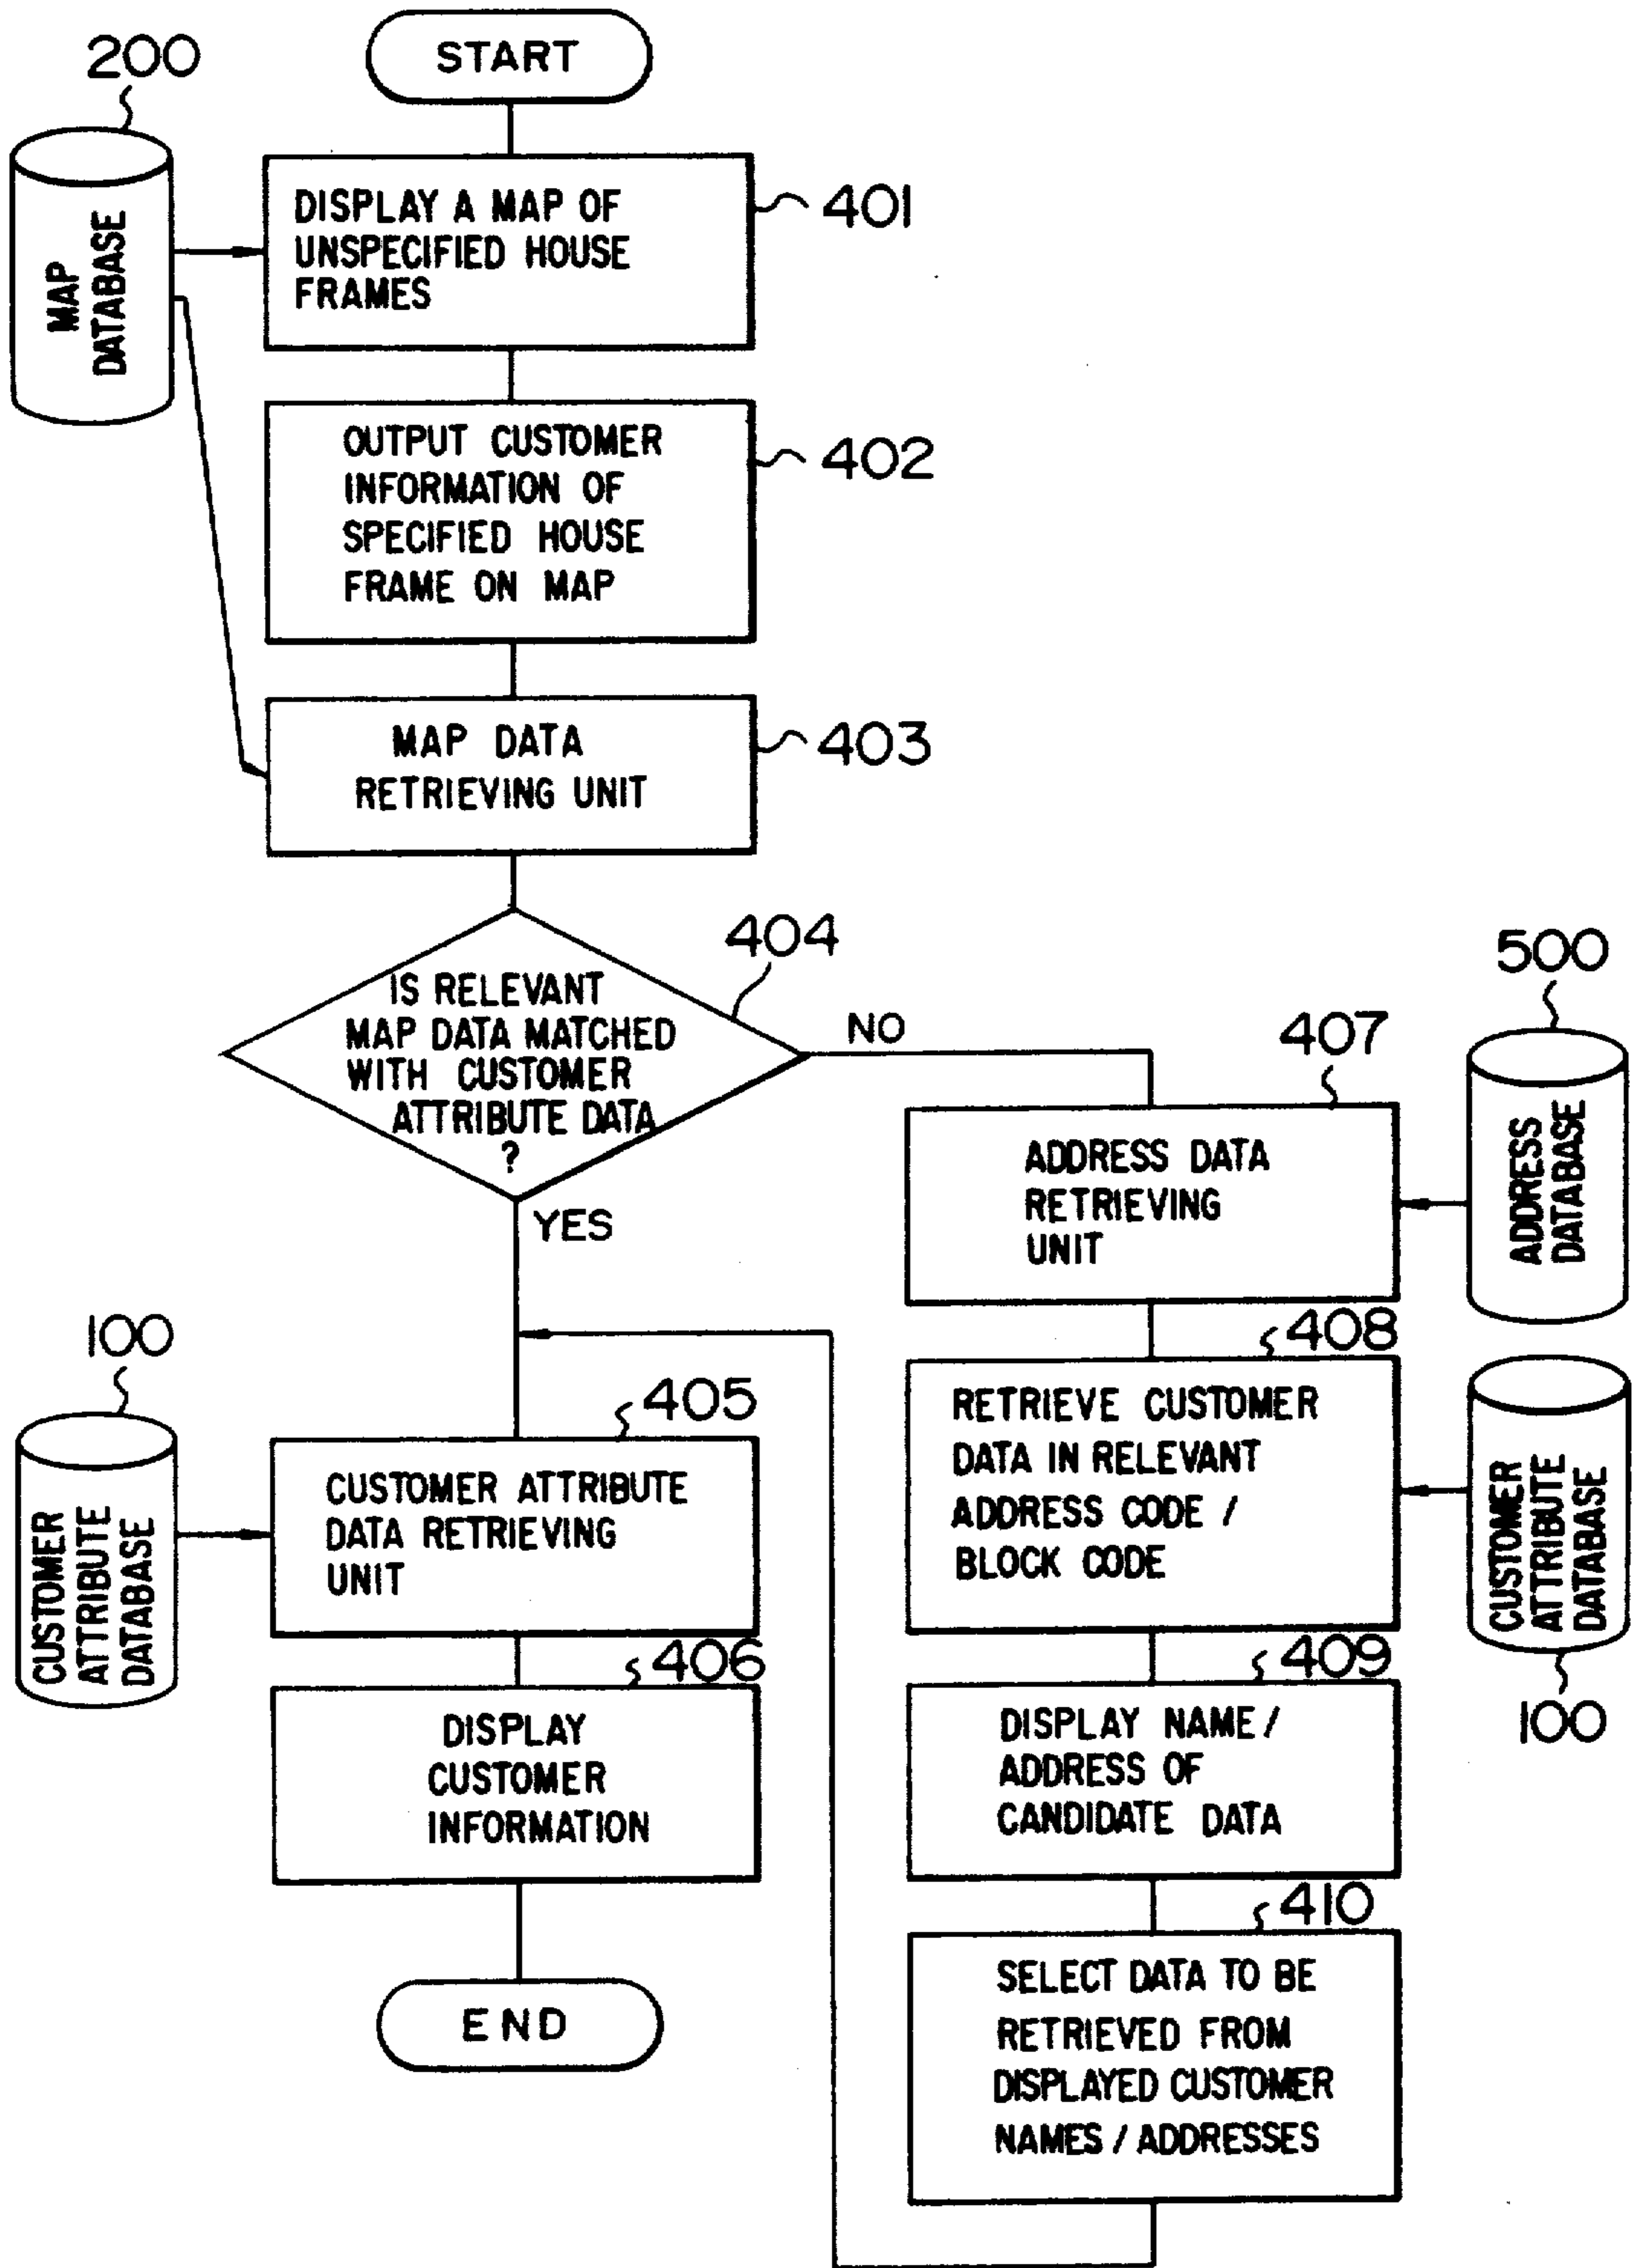 START
200
MAP
DATABASE
DISPLAY A MAP OF
UNSPECIFIED HOUSE
FRAMES
401
OUTPUT CUSTOMER
INFORMATION OF
SPECIFIED HOUSE
FRAME ON MAP
402
MAP DATA
RETRIEVING UNIT
403
404
IS RELEVANT
MAP DATA MATCHED
WITH CUSTOMER
ATTRIBUTE DATA
?
NO
YES
407
500
ADDRESS DATA
RETRIEVING
UNIT
ADDRESS
DATABASE
100
CUSTOMER
ATTRIBUTE
DATABASE
405
CUSTOMER ATTRIBUTE
DATA RETRIEVING
UNIT
406
DISPLAY
CUSTOMER
INFORMATION
END
408
RETRIEVE CUSTOMER
DATA IN RELEVANT
ADDRESS CODE /
BLOCK CODE
CUSTOMER
ATTRIBUTE
DATABASE
100
409
DISPLAY NAME /
ADDRESS OF
CANDIDATE DATA
410
SELECT DATA TO BE
RETRIEVED FROM
DISPLAYED CUSTOMER
NAMES / ADDRESSES